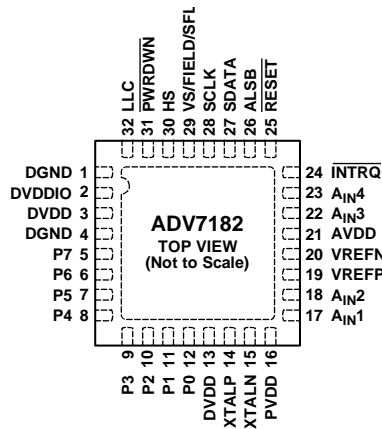 32 LLC
31 PWRDWN
30 HS
29 VS/FIELD/SFL
28 SCLK
27 SDATA
26 ALSB
25 RESET
DGND 1
DVDDIO 2
DVDD 3
DGND 4
P7 5
P6 6
P5 7
P4 8
ADV7182
TOP VIEW
(Not to Scale)
24 INTRQ
23 AIN4
22 AIN3
21 AVDD
20 VREFN
19 VREFP
18 AIN2
17 AIN1
P3 9
P2 10
P1 11
P0 12
DVDD 13
XTALP 14
XTALN 15
PVDD 16